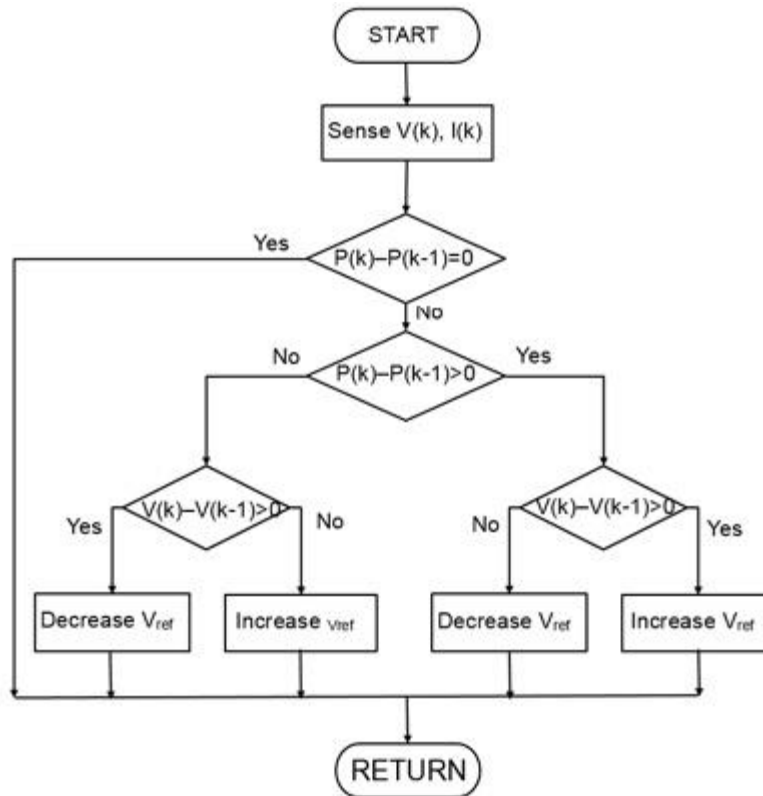 START
Sense V(k), I(k)
Yes
P(k)–P(k-1)=0
No
No
P(k)–P(k-1)>0
Yes
V(k)–V(k-1)>0
Yes
No
V(k)–V(k-1)>0
No
Yes
Decrease Vref
Increase Vref
Decrease Vref
Increase Vref
RETURN